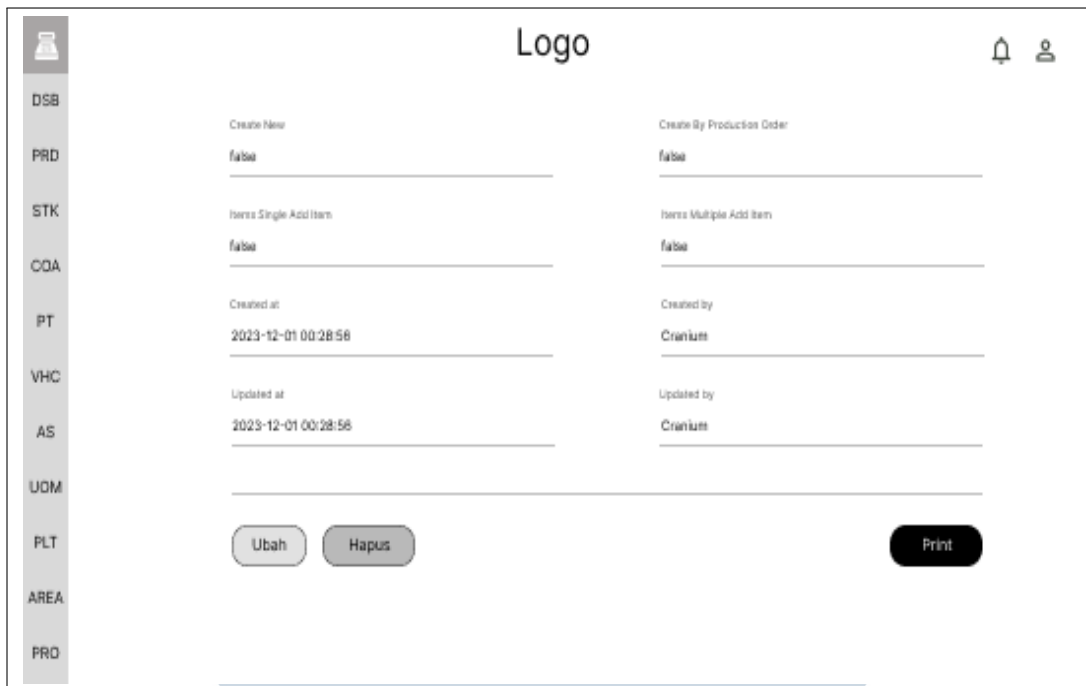 Logo
DSB
PRD
STK
COA
PT
VHC
AS
UOM
PLT
AREA
PRO
Create New
Create By Production Order
false
false
Items Single Add Item
Items Multiple Add Item
false
false
Created at
Created by
2023-12-01 00:28:56
Cranium
Updated at
Updated by
2023-12-01 00:28:56
Cranium
Ubah
Hapus
Print